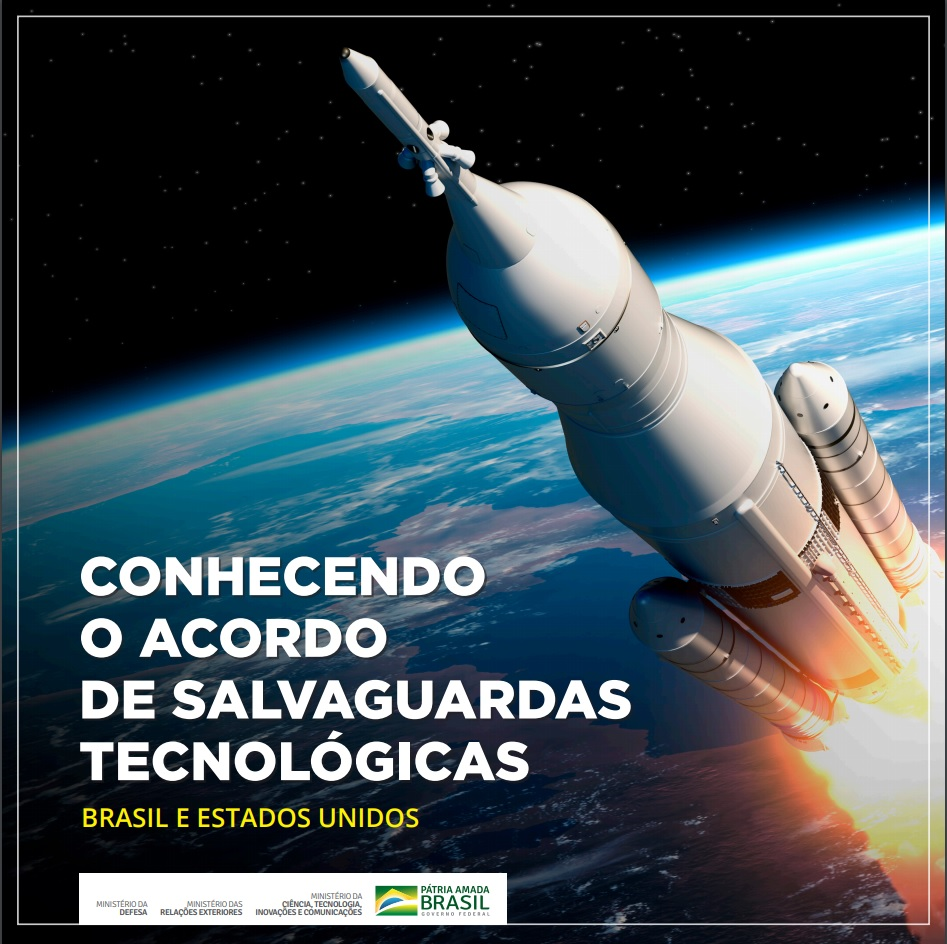 CONHECENDO
O ACORDO
DE SALVAGUARDAS
TECNOLÓGICAS
BRASIL E ESTADOS UNIDOS
MINISTÉRIO DA
DEFESA
MINISTÉRIO DAS
RELAÇÕES EXTERIORES
MINISTÉRIO DA
CIÊNCIA, TECNOLOGIA,
INOVAÇÕES E COMUNICAÇÕES
PÁTRIA AMADA
BRASIL
GOVERNO FEDERAL